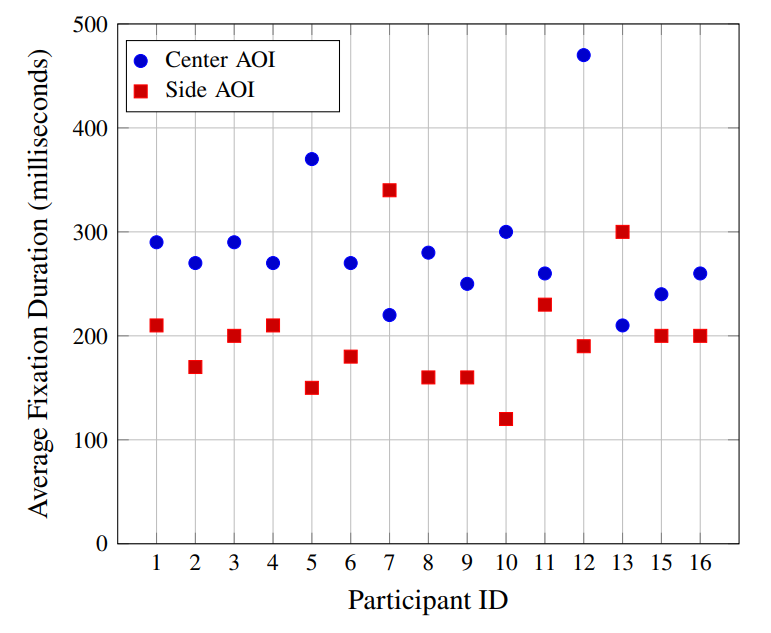 500
400
300
200
100
0
Average Fixation Duration (milliseconds)
Center AOI
Side AOI
1 2 3 4 5 6 7 8 9 10 11 12 13 15 16
Participant ID